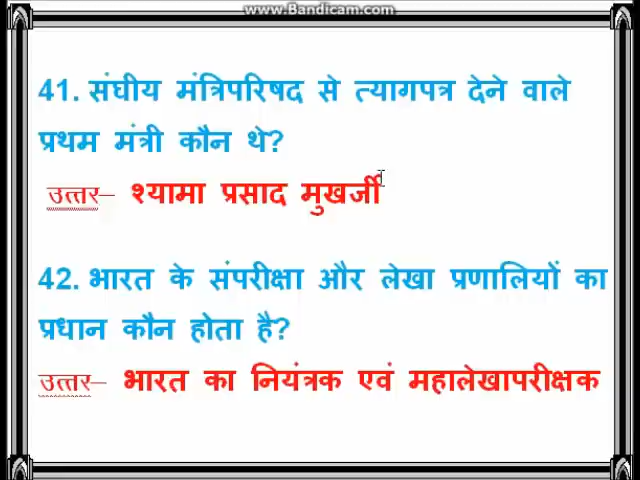 www.Bandicam.com
41. संघीय मंत्रिपरिषद से त्यागपत्र देने वाले
प्रथम मंत्री कौन थे?
उत्तर– श्यामा प्रसाद मुखर्जी
42. भारत के संपरीक्षा और लेखा प्रणालियों का
प्रधान कौन होता है?
उत्तर– भारत का नियंत्रक एवं महालेखापरीक्षक